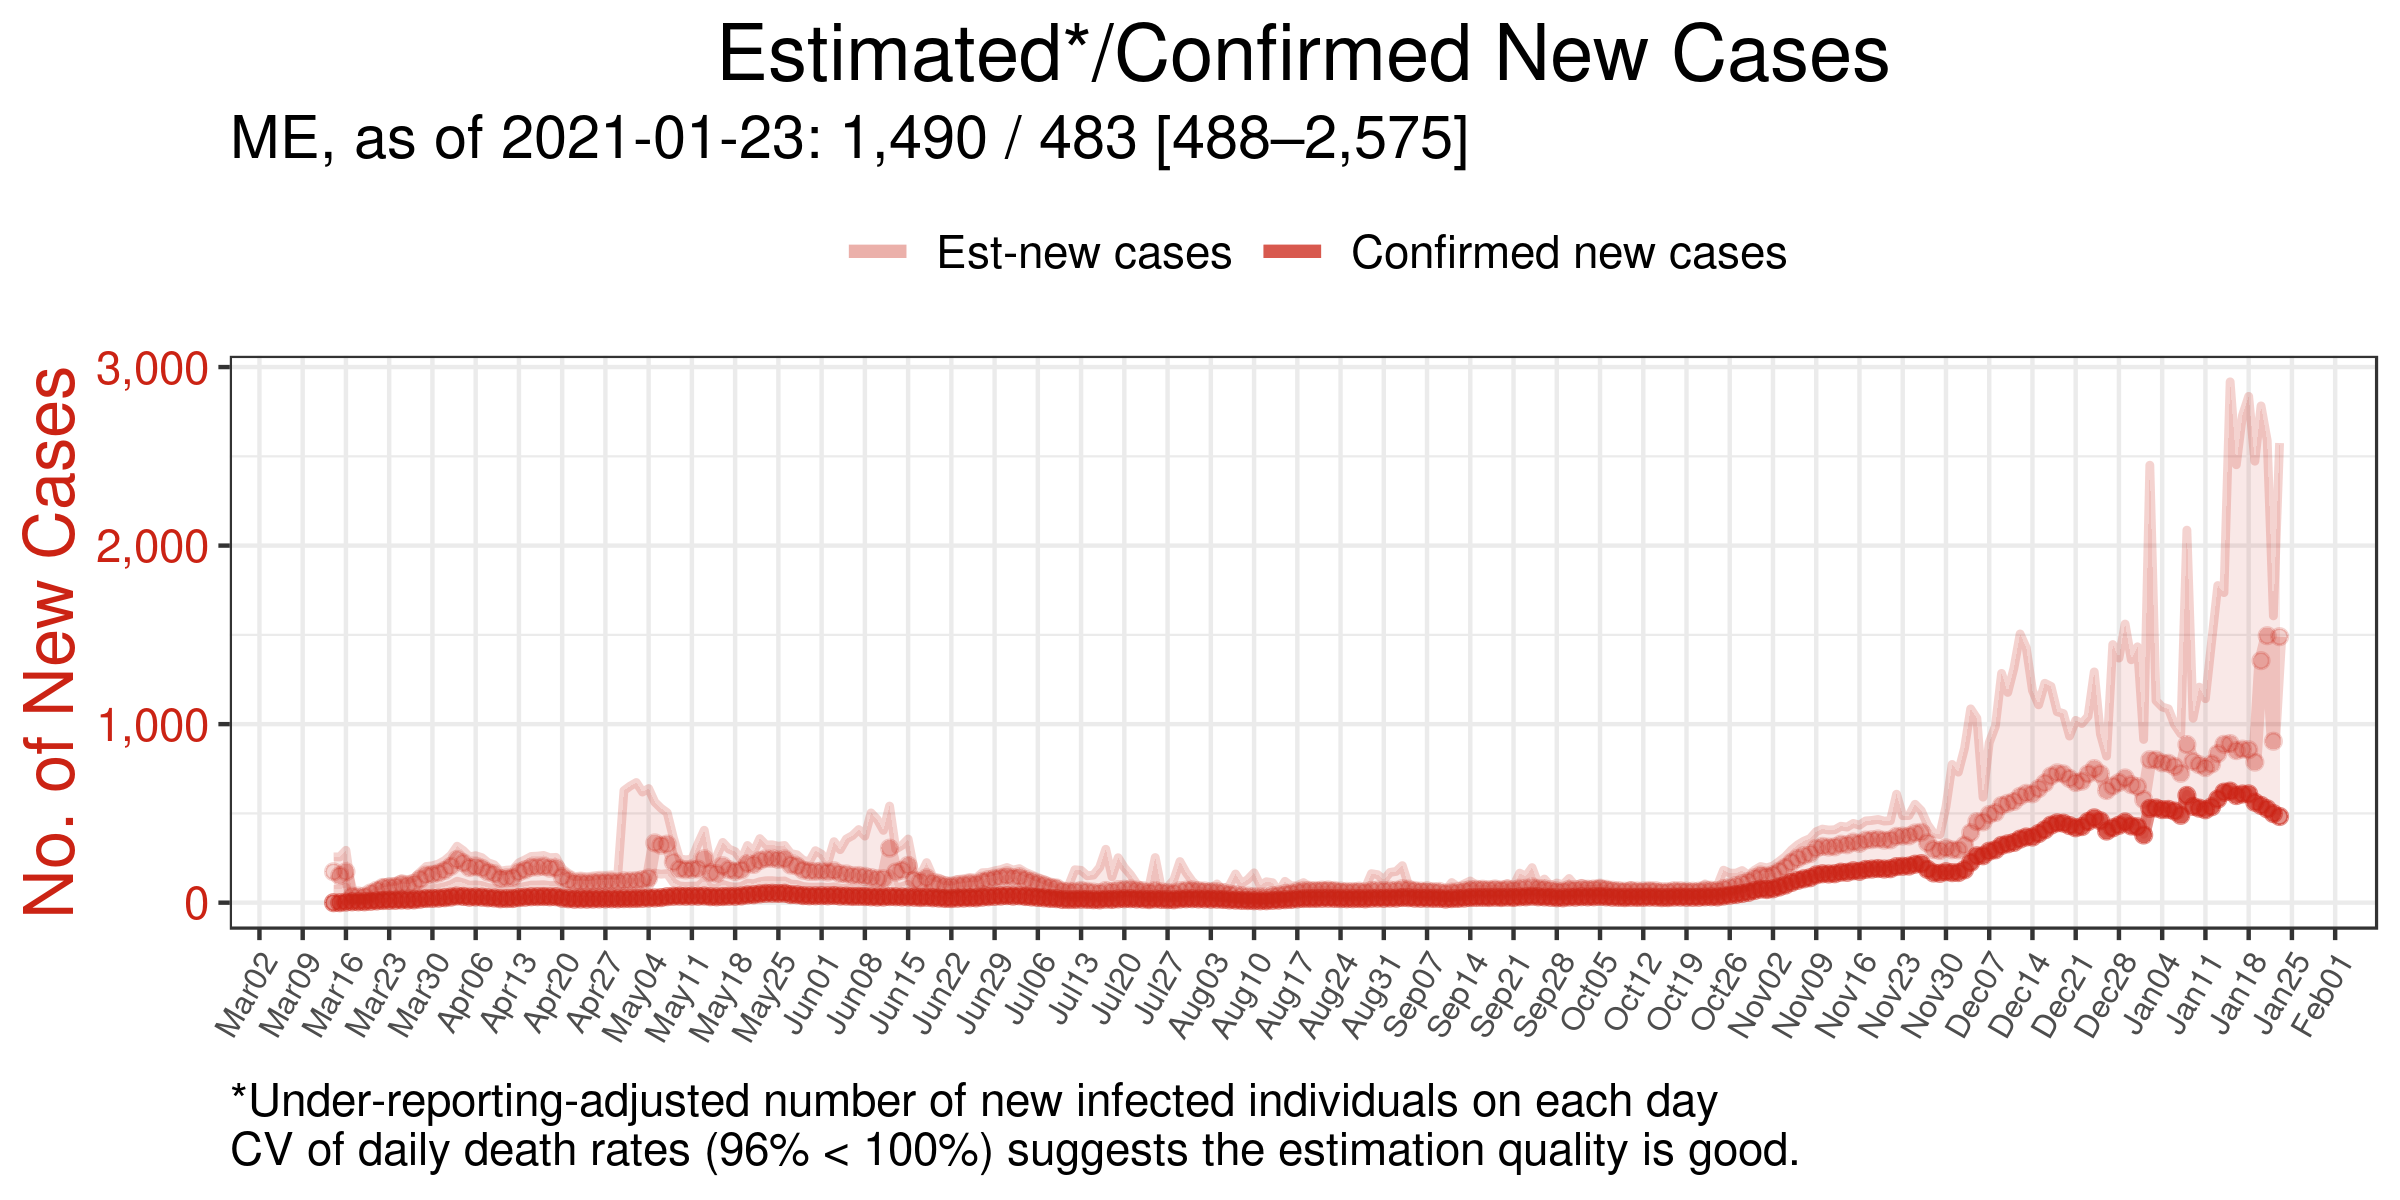 Estimated*/Confirmed New Cases
ME, as of 2021-01-23: 1,490 / 483 [488–2,575]
Est-new cases Confirmed new cases
No. of New Cases
3,000
2,000
1,000
0
Mar02 Mar09 Mar16 Mar23 Mar30 Apr06 Apr13 Apr20 Apr27 May04 May11 May18 May25 Jun01 Jun08 Jun15 Jun22 Jun29 Jul06 Jul13 Jul20 Jul27 Aug03 Aug10 Aug17 Aug24 Aug31 Sep07 Sep14 Sep21 Sep28 Oct05 Oct12 Oct19 Oct26 Nov02 Nov09 Nov16 Nov23 Nov30 Dec07 Dec14 Dec21 Dec28 Jan04 Jan11 Jan18 Jan25 Feb01
*Under-reporting-adjusted number of new infected individuals on each day
CV of daily death rates (96% < 100%) suggests the estimation quality is good.